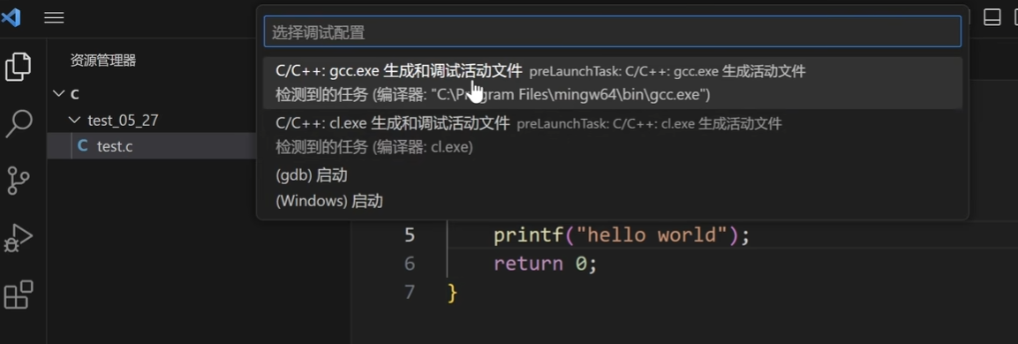 选择调试配置
资源管理器
C/C++: gcc.exe 生成和调试活动文件 preLaunchTask: C/C++: gcc.exe 生成活动文件
检测到的任务 (编译器: "C:\Program Files\mingw64\bin\gcc.exe")
C
test_05_27
C/C++: cl.exe 生成和调试活动文件 preLaunchTask: C/C++: cl.exe 生成活动文件
C test.c
检测到的任务 (编译器: cl.exe)
(gdb) 启动
(Windows) 启动
5 printf("hello world");
6 return 0;
7 }